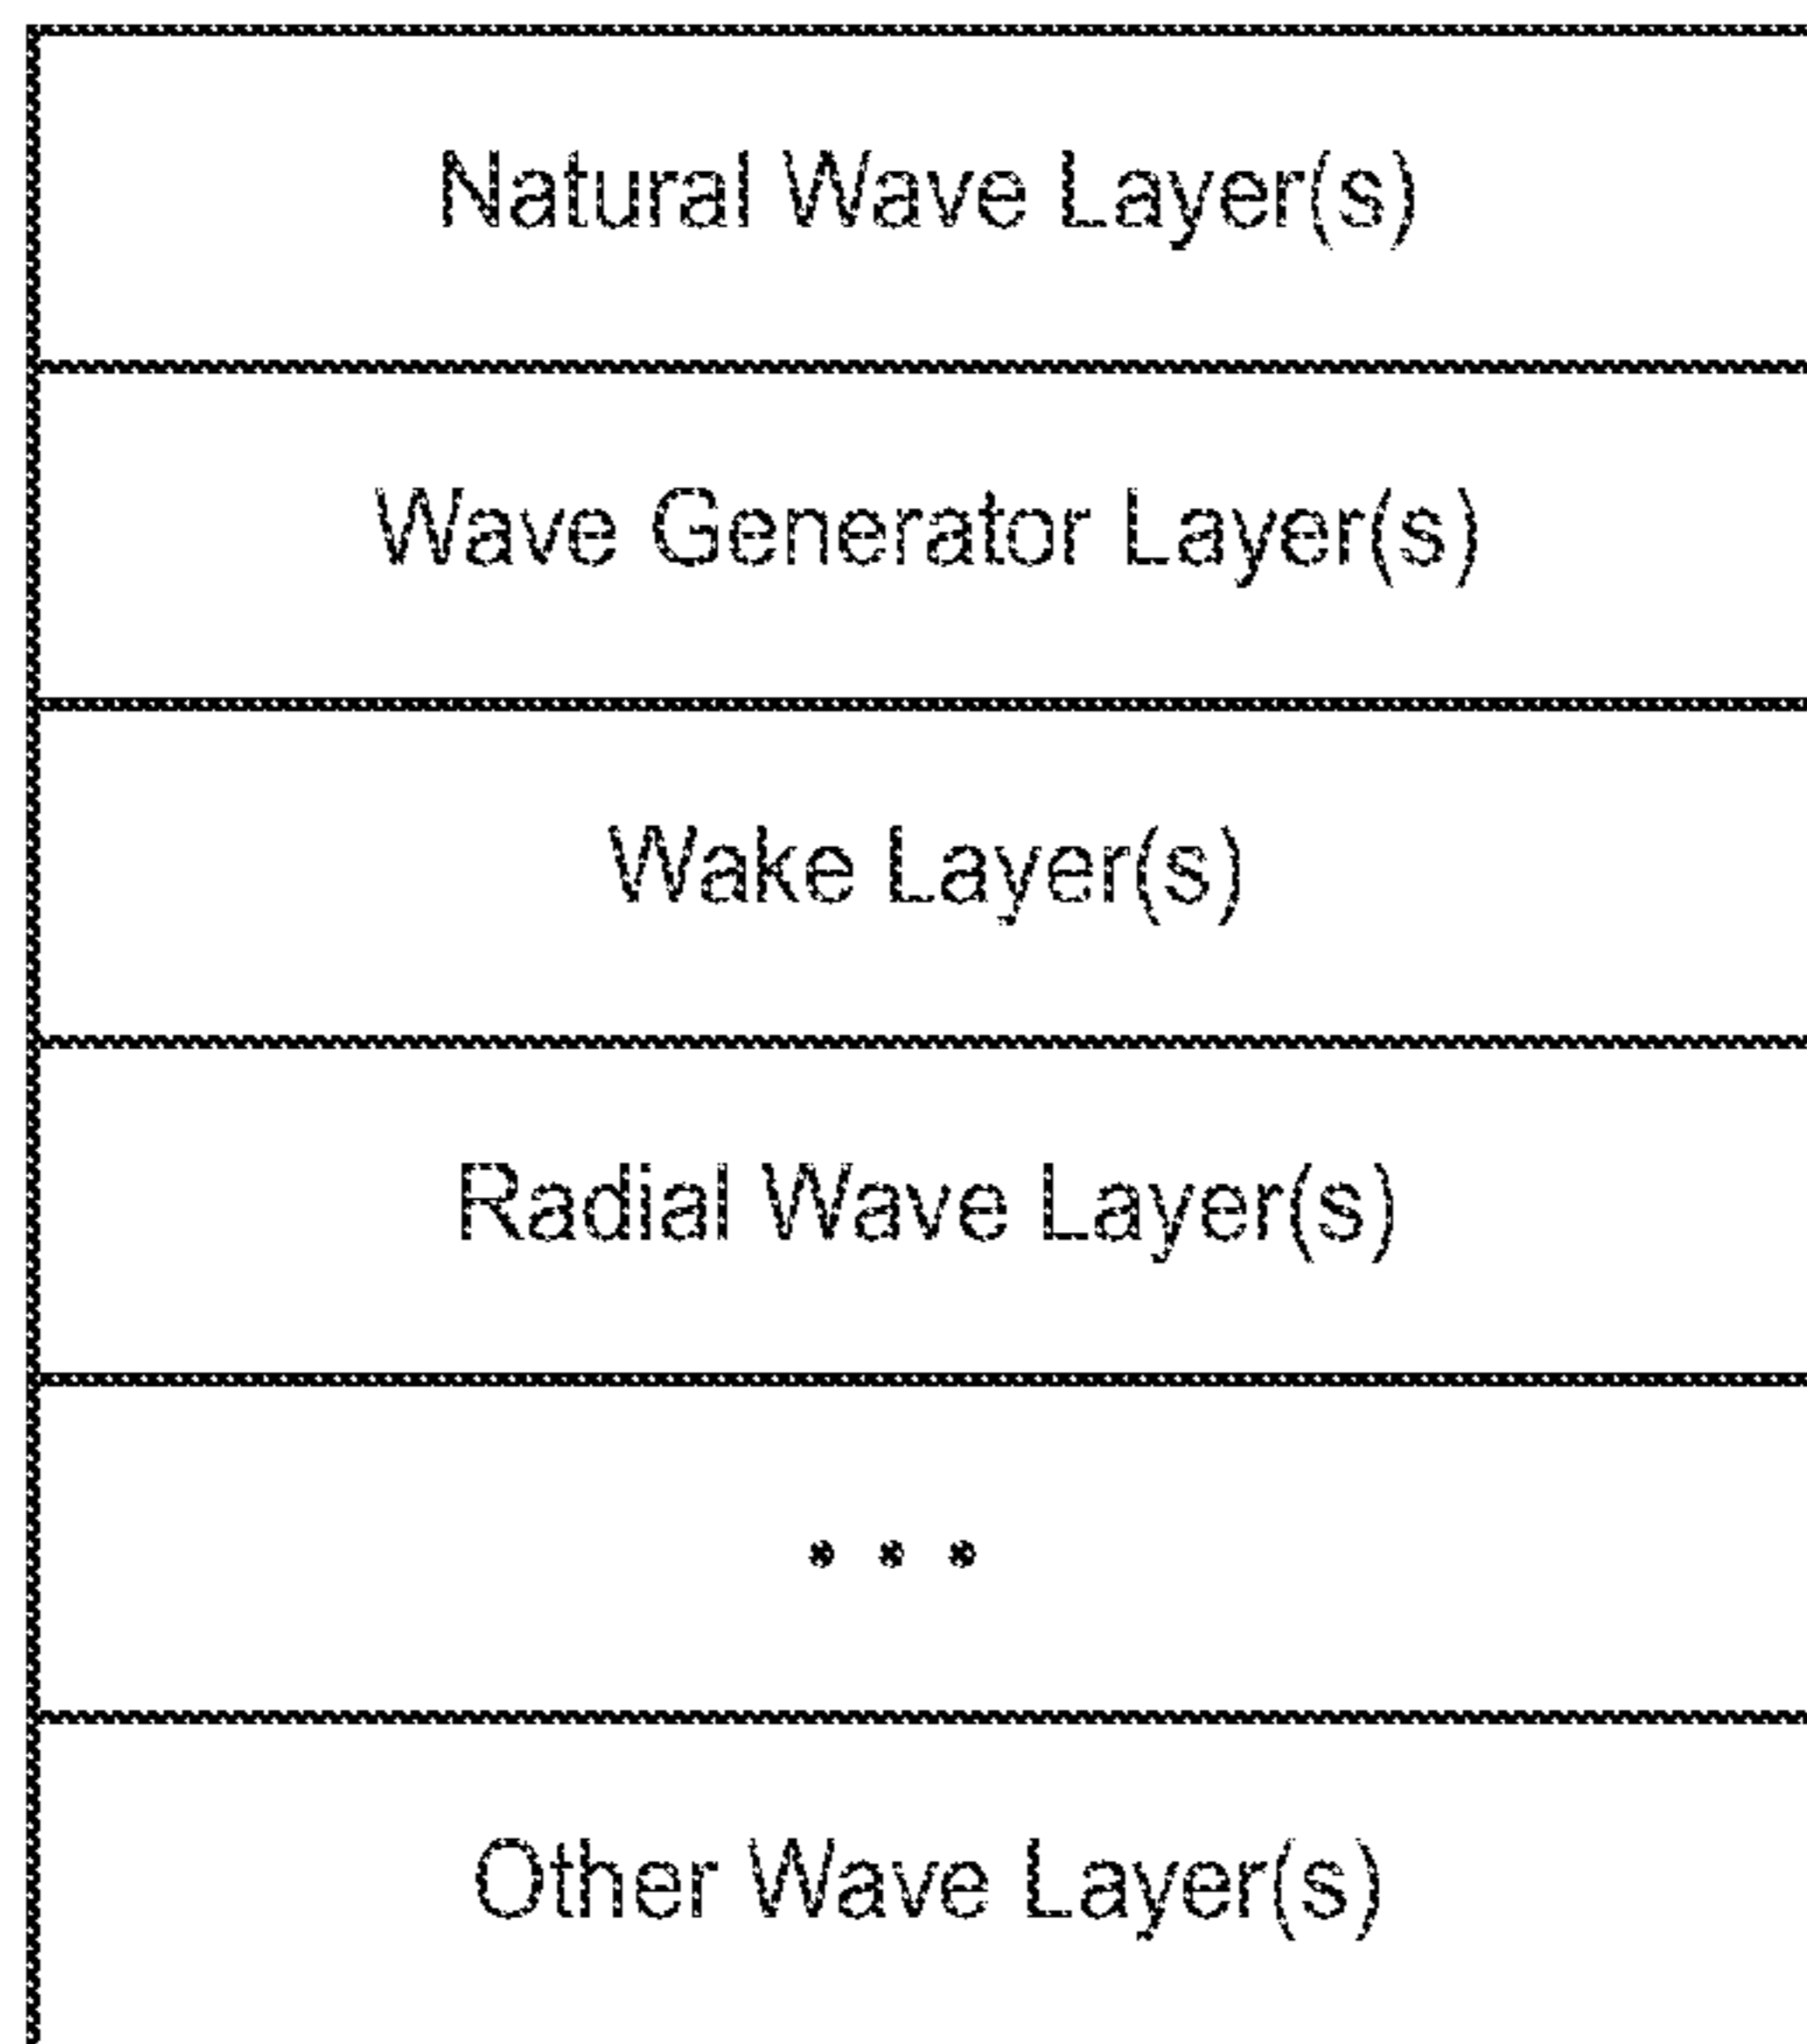 Natural Wave Layer(s)
Wave Generator Layer(s)
Wake Layer(s)
Radial Wave Layer(s)
• • •
Other Wave Layer(s)